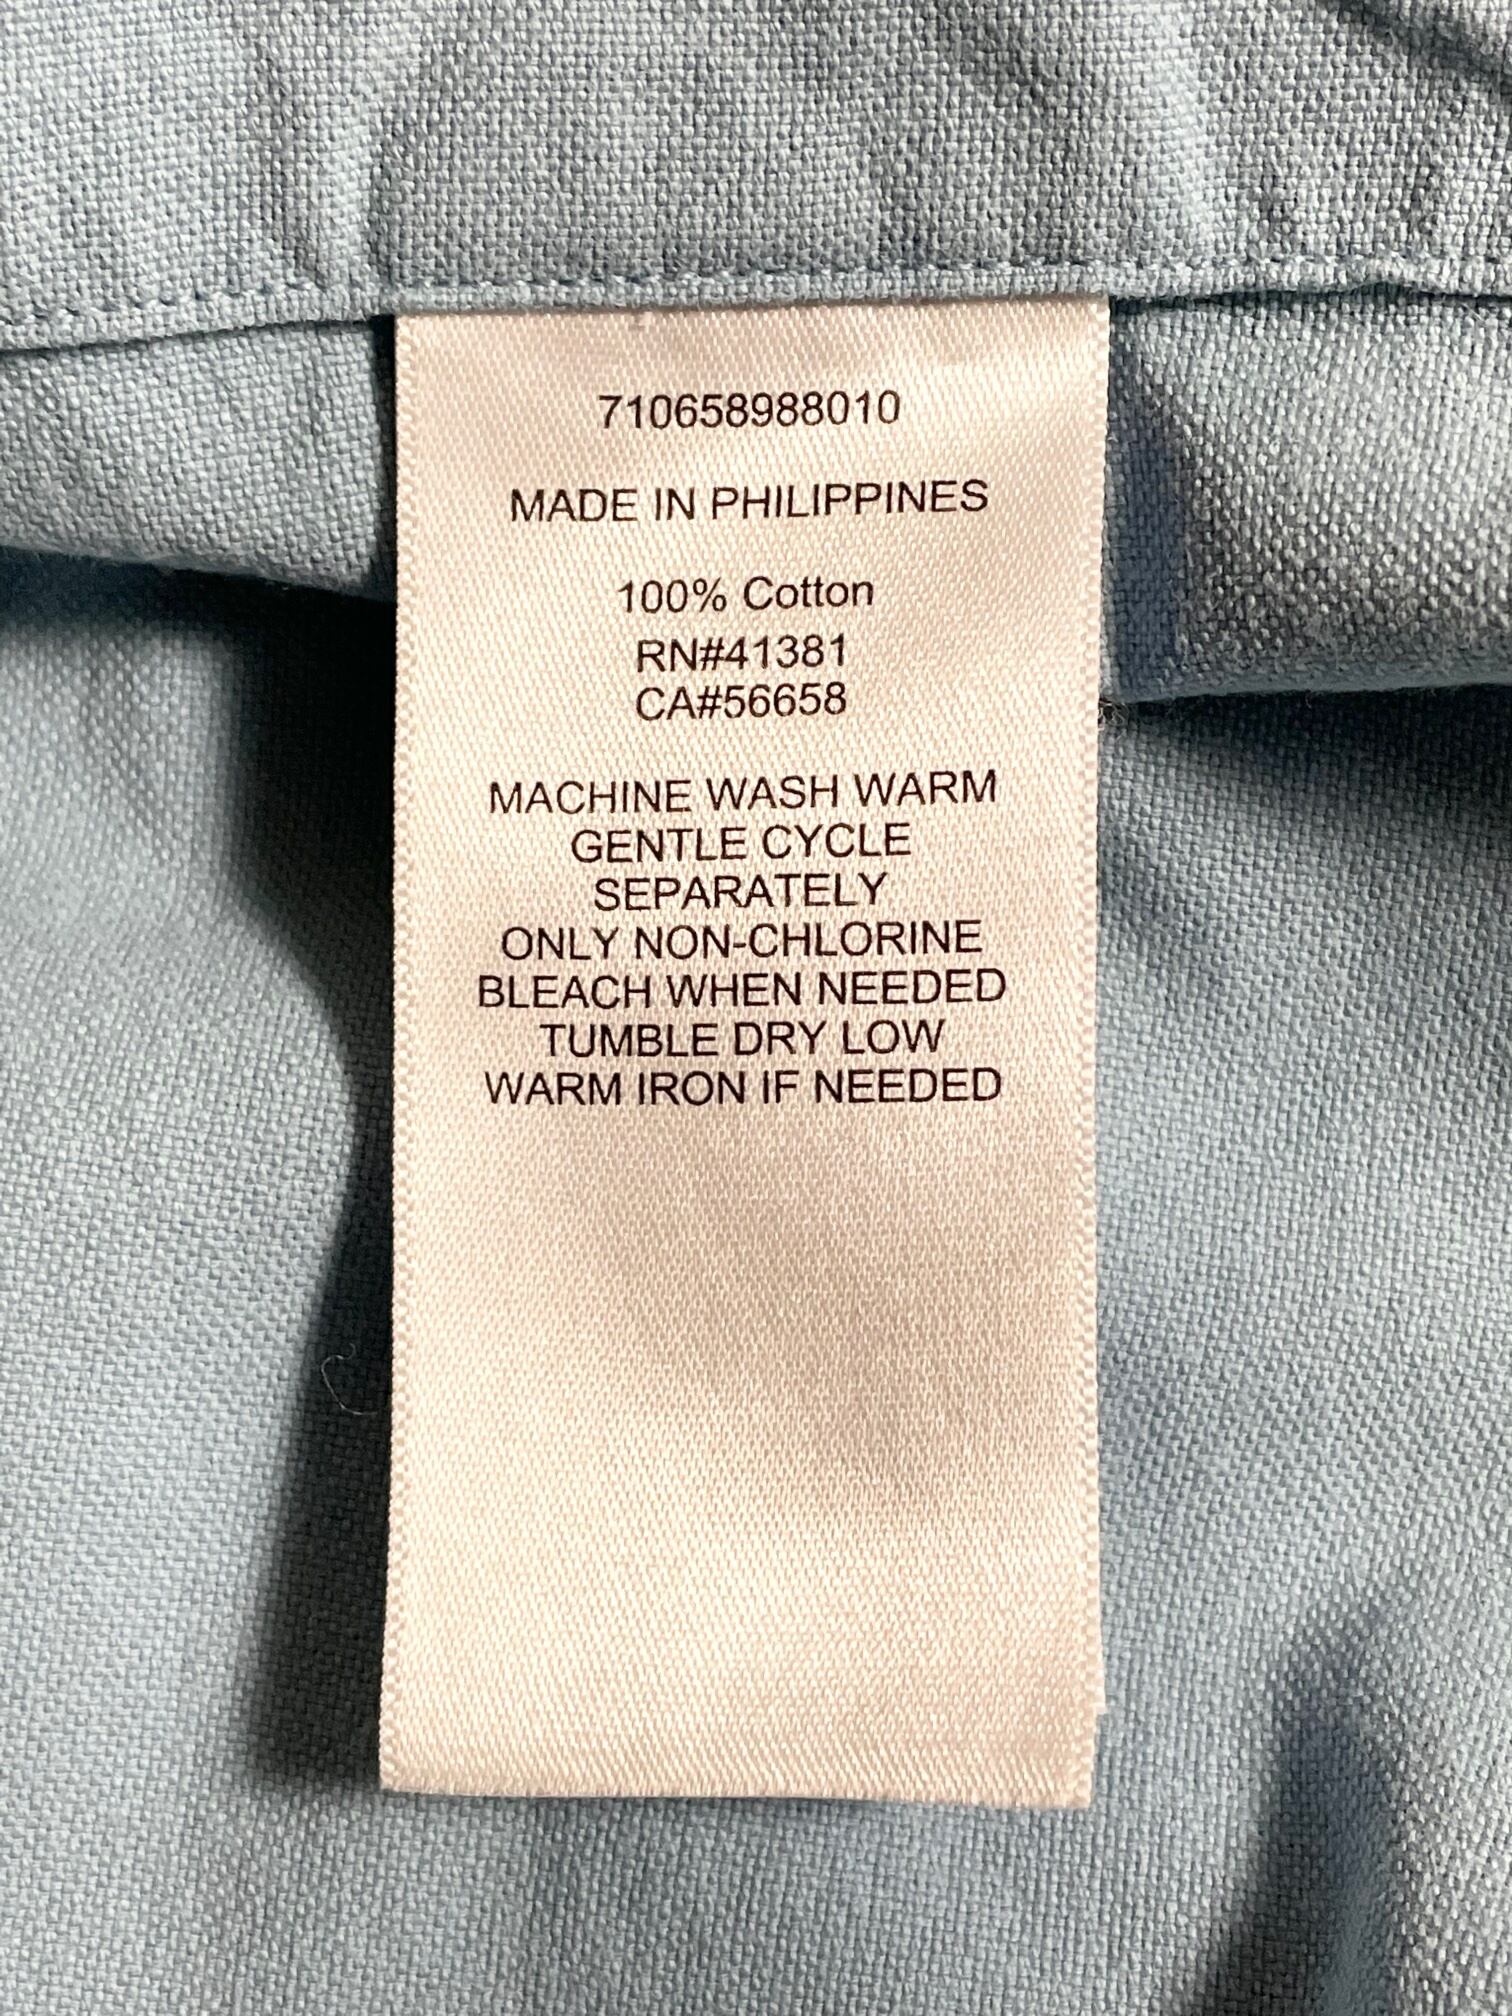 710658988010
MADE IN PHILIPPINES
100% Cotton
RN#41381
CA#56658
MACHINE WASH WARM
GENTLE CYCLE
SEPARATELY
ONLY NON-CHLORINE
BLEACH WHEN NEEDED
TUMBLE DRY LOW
WARM IRON IF NEEDED